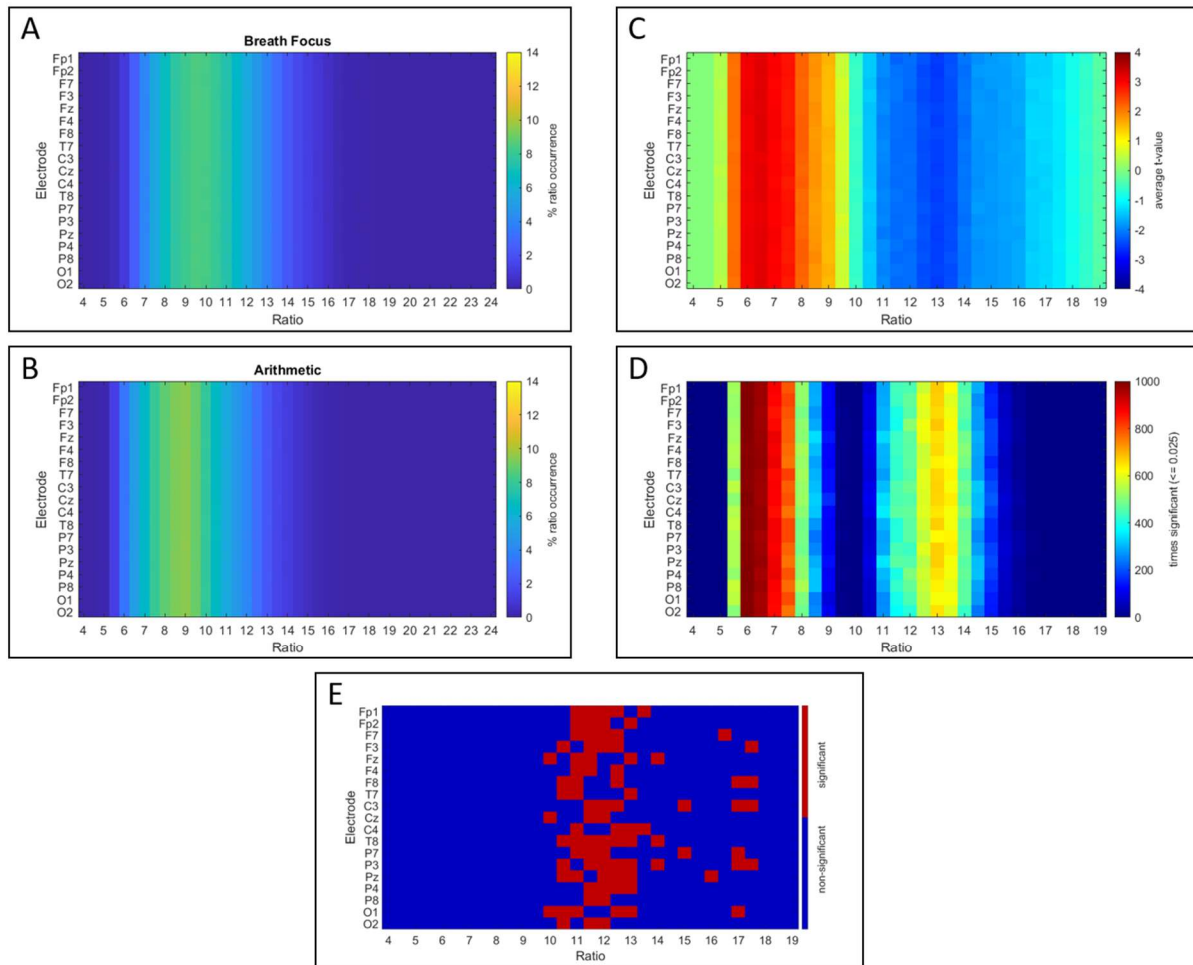 A
Breath Focus
Electrode
Fp1
Fp2
F7
F3
Fz
F4
F8
T7
C3
Cz
C4
T8
P7
P3
Pz
P4
P8
O1
O2
4 5 6 7 8 9 10 11 12 13 14 15 16 17 18 19 20 21 22 23 24
Ratio
14
12
10
8
6
4
2
0
% ratio occurrence
C
Electrode
Fp1
Fp2
F7
F3
Fz
F4
F8
T7
C3
Cz
C4
T8
P7
P3
Pz
P4
P8
O1
O2
4 5 6 7 8 9 10 11 12 13 14 15 16 17 18 19
Ratio
4
3
2
1
0
-1
-2
-3
-4
average t-value
B
Arithmetic
Electrode
Fp1
Fp2
F7
F3
Fz
F4
F8
T7
C3
Cz
C4
T8
P7
P3
Pz
P4
P8
O1
O2
4 5 6 7 8 9 10 11 12 13 14 15 16 17 18 19 20 21 22 23 24
Ratio
14
12
10
8
6
4
2
0
% ratio occurrence
D
Electrode
Fp1
Fp2
F7
F3
Fz
F4
F8
T7
C3
Cz
C4
T8
P7
P3
Pz
P4
P8
O1
O2
4 5 6 7 8 9 10 11 12 13 14 15 16 17 18 19
Ratio
1000
800
600
400
200
0
times significant (<= 0.025)
E
Electrode
Fp1
Fp2
F7
F3
Fz
F4
F8
T7
C3
Cz
C4
T8
P7
P3
Pz
P4
P8
O1
O2
4 5 6 7 8 9 10 11 12 13 14 15 16 17 18 19
Ratio
significant
non-significant